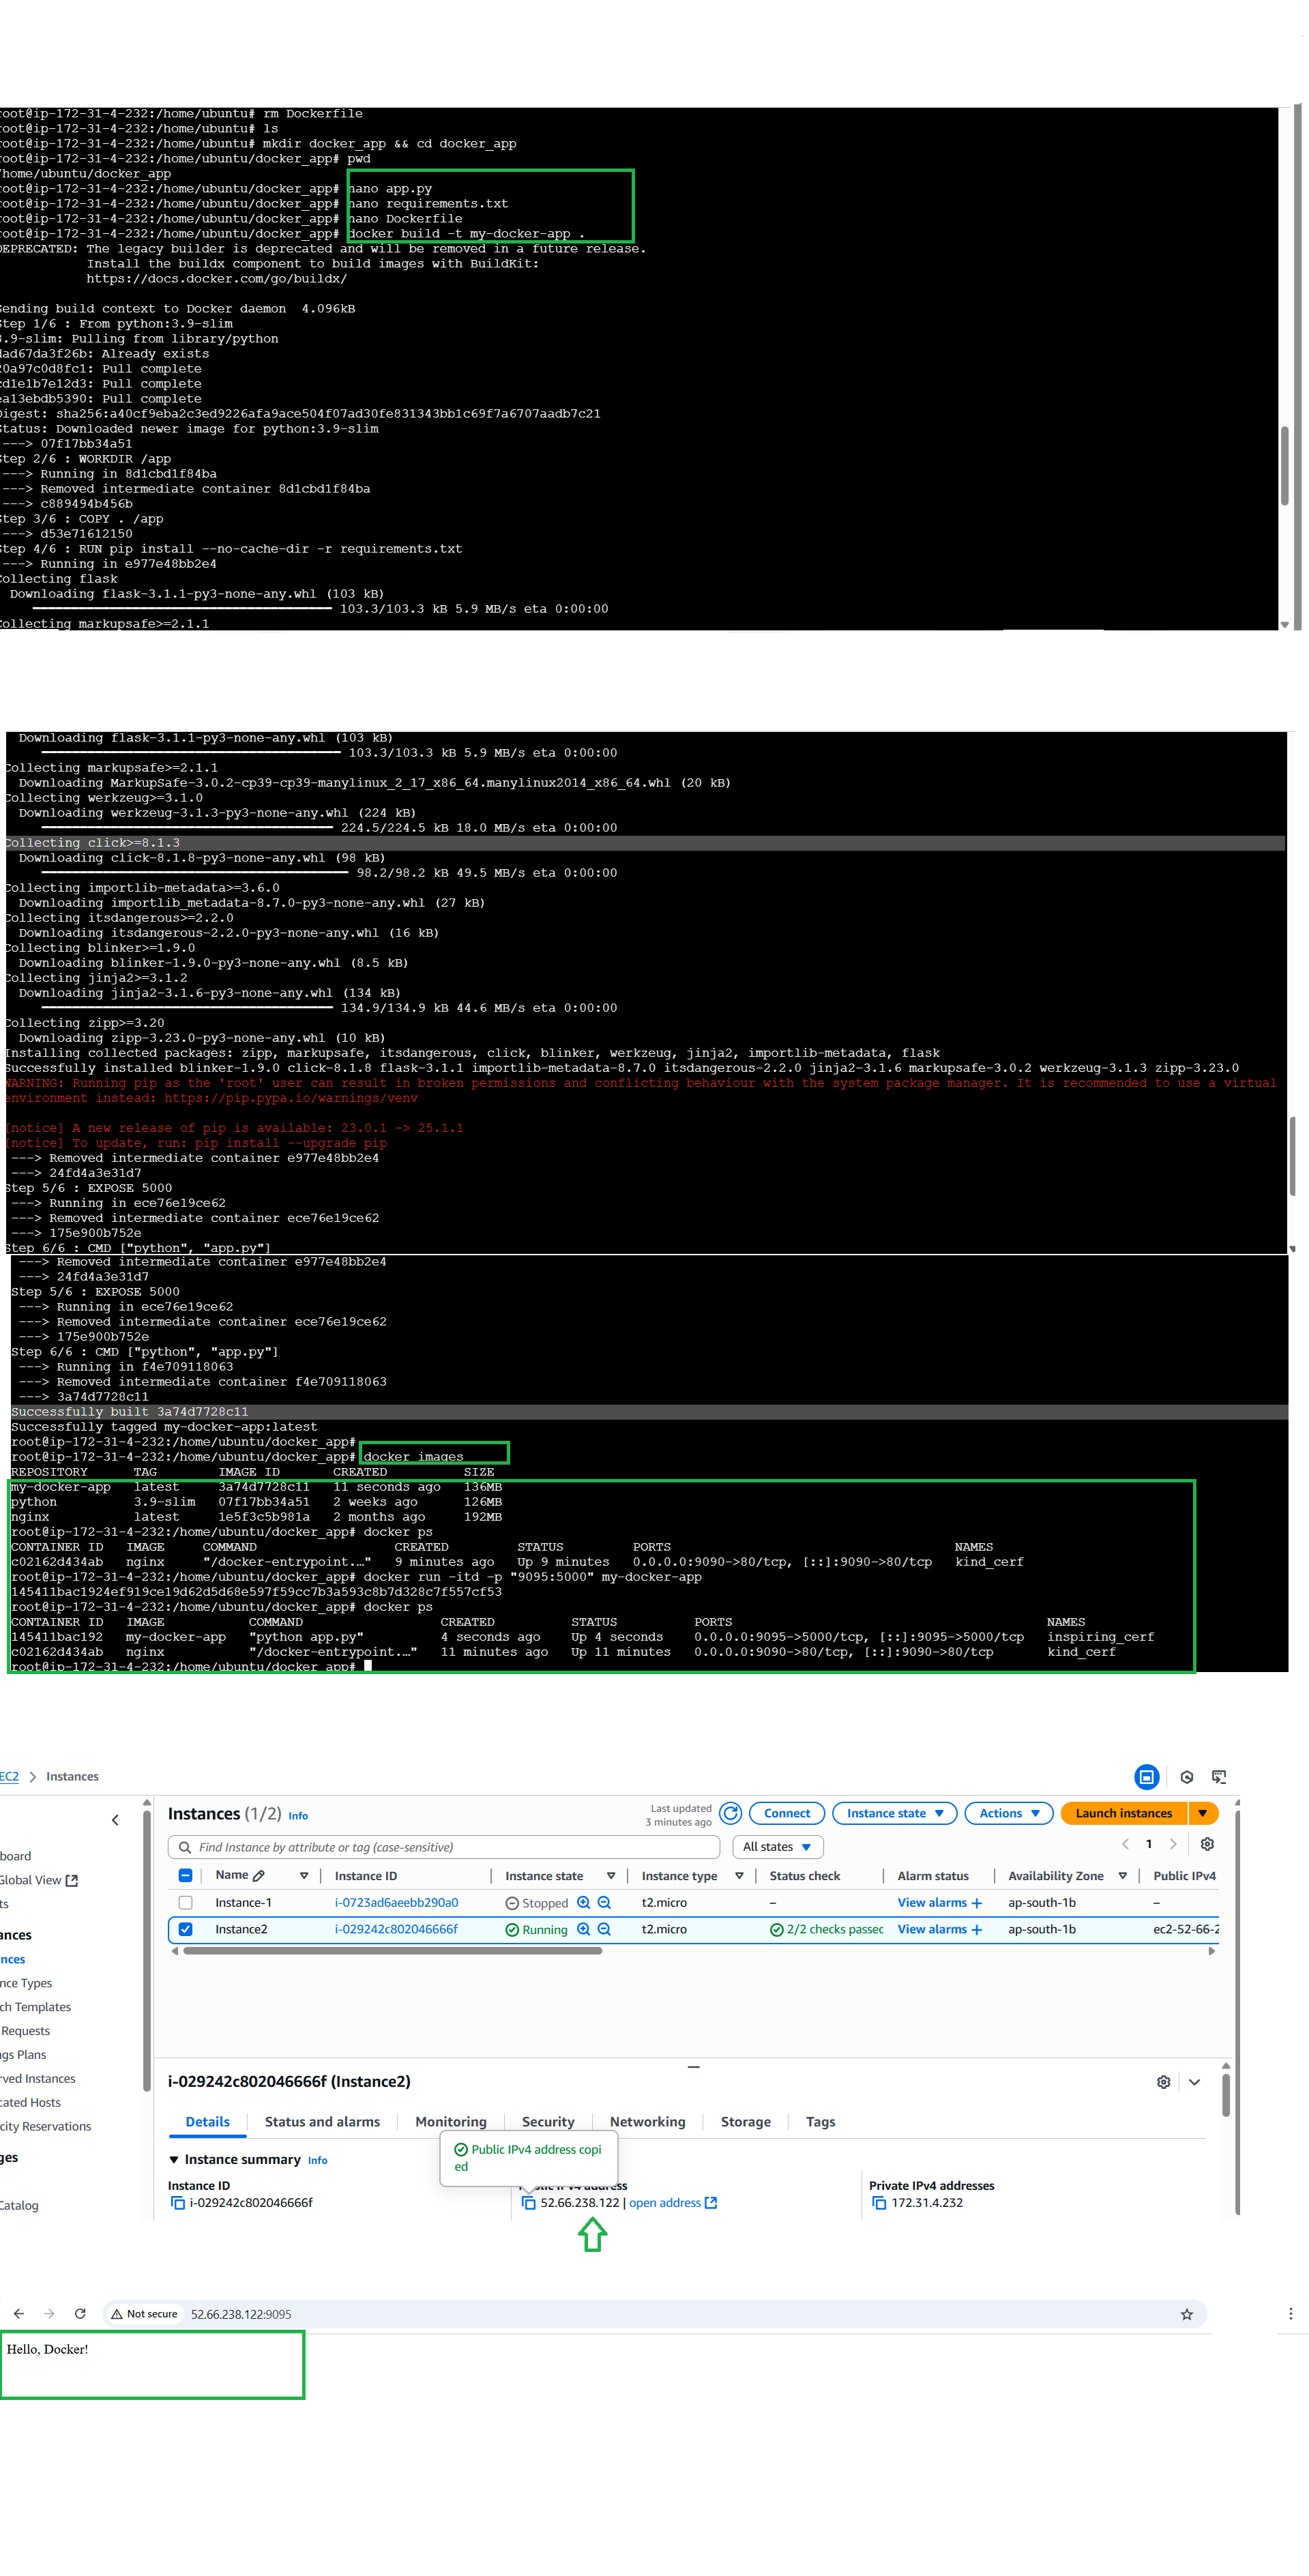 root@ip-172-31-4-232:/home/ubuntu# rm Dockerfile
root@ip-172-31-4-232:/home/ubuntu# ls
root@ip-172-31-4-232:/home/ubuntu# mkdir docker_app && cd docker_app
root@ip-172-31-4-232:/home/ubuntu/docker_app# pwd
/home/ubuntu/docker_app
root@ip-172-31-4-232:/home/ubuntu/docker_app# nano app.py
root@ip-172-31-4-232:/home/ubuntu/docker_app# nano requirements.txt
root@ip-172-31-4-232:/home/ubuntu/docker_app# nano Dockerfile
root@ip-172-31-4-232:/home/ubuntu/docker_app# docker build -t my-docker-app .
DEPRECATED: The legacy builder is deprecated and will be removed in a future release.
Install the buildx component to build images with BuildKit:
https://docs.docker.com/go/buildx/
Sending build context to Docker daemon 4.096kB
Step 1/6 : From python:3.9-slim
3.9-slim: Pulling from library/python
dad67da3f26b: Already exists
20a97c0d8fc1: Pull complete
cd1e1b7e12d3: Pull complete
ea13ebdb5390: Pull complete
Digest: sha256:a40cf9eba2c3ed9226afa9ace504f07ad30fe831343bb1c69f7a6707aadb7c21
Status: Downloaded newer image for python:3.9-slim
---> 07f17bb34a51
Step 2/6 : WORKDIR /app
---> Running in 8d1cbd1f84ba
---> Removed intermediate container 8d1cbd1f84ba
---> c889494b456b
Step 3/6 : COPY . /app
---> d53e71612150
Step 4/6 : RUN pip install --no-cache-dir -r requirements.txt
---> Running in e977e48bb2e4
Collecting flask
Downloading flask-3.1.1-py3-none-any.whl (103 kB)
103.3/103.3 kB 5.9 MB/s eta 0:00:00
Collecting markupsafe>=2.1.1
Downloading flask-3.1.1-py3-none-any.whl (103 kB)
103.3/103.3 kB 5.9 MB/s eta 0:00:00
Collecting markupsafe>=2.1.1
Downloading MarkupSafe-3.0.2-cp39-cp39-manylinux_2_17_x86_64.manylinux2014_x86_64.whl (20 kB)
Collecting werkzeug>=3.1.0
Downloading werkzeug-3.1.3-py3-none-any.whl (224 kB)
224.5/224.5 kB 18.0 MB/s eta 0:00:00
Collecting click>=8.1.3
Downloading click-8.1.8-py3-none-any.whl (98 kB)
98.2/98.2 kB 49.5 MB/s eta 0:00:00
Collecting importlib-metadata>=3.6.0
Downloading importlib_metadata-8.7.0-py3-none-any.whl (27 kB)
Collecting itsdangerous>=2.2.0
Downloading itsdangerous-2.2.0-py3-none-any.whl (16 kB)
Collecting blinker>=1.9.0
Downloading blinker-1.9.0-py3-none-any.whl (8.5 kB)
Collecting jinja2>=3.1.2
Downloading jinja2-3.1.6-py3-none-any.whl (134 kB)
134.9/134.9 kB 44.6 MB/s eta 0:00:00
Collecting zipp>=3.20
Downloading zipp-3.23.0-py3-none-any.whl (10 kB)
Installing collected packages: zipp, markupsafe, itsdangerous, click, blinker, werkzeug, jinja2, importlib-metadata, flask
Successfully installed blinker-1.9.0 click-8.1.8 flask-3.1.1 importlib-metadata-8.7.0 itsdangerous-2.2.0 jinja2-3.1.6 markupsafe-3.0.2 werkzeug-3.1.3 zipp-3.23.0
WARNING: Running pip as the 'root' user can result in broken permissions and conflicting behaviour with the system package manager. It is recommended to use a virtual
environment instead: https://pip.pypa.io/warnings/venv
[notice] A new release of pip is available: 23.0.1 -> 25.1.1
[notice] To update, run: pip install --upgrade pip
---> Removed intermediate container e977e48bb2e4
---> 24fd4a3e31d7
Step 5/6 : EXPOSE 5000
---> Running in ece76e19ce62
---> Removed intermediate container ece76e19ce62
---> 175e900b752e
Step 6/6 : CMD ["python", "app.py"]
---> Removed intermediate container e977e48bb2e4
---> 24fd4a3e31d7
Step 5/6 : EXPOSE 5000
---> Running in ece76e19ce62
---> Removed intermediate container ece76e19ce62
---> 175e900b752e
Step 6/6 : CMD ["python", "app.py"]
---> Running in f4e709118063
---> Removed intermediate container f4e709118063
---> 3a74d7728c11
Successfully built 3a74d7728c11
Successfully tagged my-docker-app:latest
root@ip-172-31-4-232:/home/ubuntu/docker_app#
root@ip-172-31-4-232:/home/ubuntu/docker_app# docker images
REPOSITORY TAG IMAGE ID CREATED SIZE
my-docker-app latest 3a74d7728c11 11 seconds ago 136MB
python 3.9-slim 07f17bb34a51 2 weeks ago 126MB
nginx latest 1e5f3c5b981a 2 months ago 192MB
root@ip-172-31-4-232:/home/ubuntu/docker_app# docker ps
CONTAINER ID IMAGE COMMAND CREATED STATUS PORTS NAMES
c02162d434ab nginx "/docker-entrypoint.…" 9 minutes ago Up 9 minutes 0.0.0.0:9090->80/tcp, [::]:9090->80/tcp kind_cerf
root@ip-172-31-4-232:/home/ubuntu/docker_app# docker run -itd -p "9095:5000" my-docker-app
145411bac1924ef919ce19d62d5d68e597f59cc7b3a593c8b7d328c7f557cf53
root@ip-172-31-4-232:/home/ubuntu/docker_app# docker ps
CONTAINER ID IMAGE COMMAND CREATED STATUS PORTS NAMES
145411bac192 my-docker-app "python app.py" 4 seconds ago Up 4 seconds 0.0.0.0:9095->5000/tcp, [::]:9095->5000/tcp inspiring_cerf
c02162d434ab nginx "/docker-entrypoint.…" 11 minutes ago Up 11 minutes 0.0.0.0:9090->80/tcp, [::]:9090->80/tcp kind_cerf
root@ip-172-31-4-232:/home/ubuntu/docker_app#
EC2 > Instances
Instances (1/2) Info
Last updated
3 minutes ago
Connect
Instance state
Actions
Launch instances
Find Instance by attribute or tag (case-sensitive)
All states
1
Name Instance ID Instance state Instance type Status check Alarm status Availability Zone Public IPv4
Instance-1 i-0723ad6aeebb290a0 Stopped t2.micro – View alarms + ap-south-1b –
Instance2 i-029242c802046666f Running t2.micro 2/2 checks passec View alarms + ap-south-1b ec2-52-66-2
board
Global View
ts
ances
nces
nce Types
ch Templates
Requests
ngs Plans
rved Instances
cated Hosts
city Reservations
ges
Catalog
i-029242c802046666f (Instance2)
Details Status and alarms Monitoring Security Networking Storage Tags
Public IPv4 address copi
ed
Instance summary Info
Instance ID
i-029242c802046666f
Public IPv4 address
52.66.238.122 | open address
Private IPv4 addresses
172.31.4.232
Not secure 52.66.238.122:9095
Hello, Docker!